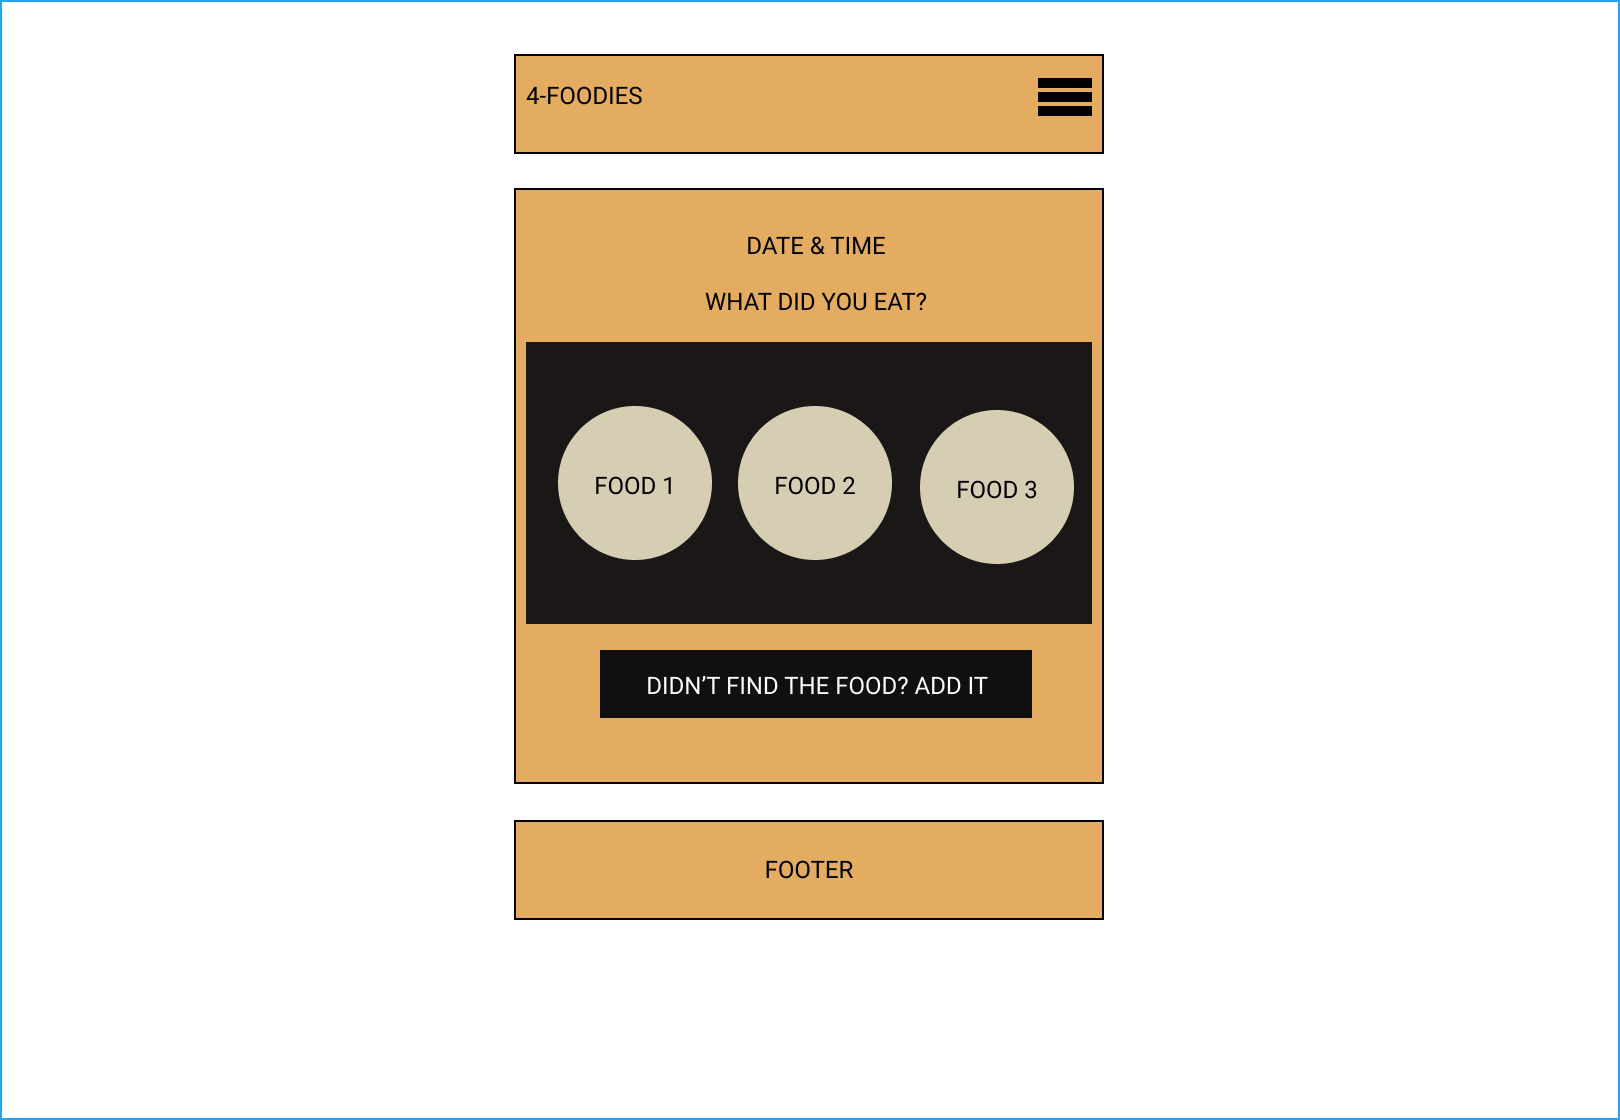 4-FOODIES
DATE & TIME
WHAT DID YOU EAT?
FOOD 1
FOOD 2
FOOD 3
DIDN’T FIND THE FOOD? ADD IT
FOOTER